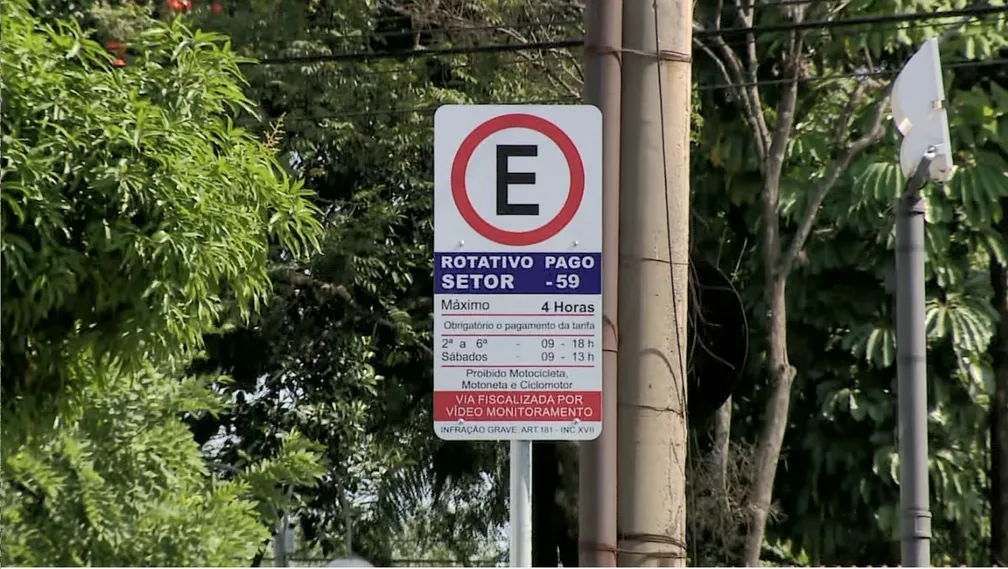 E
ROTATIVO PAGO
SETOR - 59
Máximo 4 Horas
Obrigatório o pagamento da tarifa
2ª a 6ª - 09 - 18 h
Sábados - 09 - 13 h
Proibido Motocicleta,
Motoneta e Ciclomotor
VIA FISCALIZADA POR
VÍDEO MONITORAMENTO
INFRAÇÃO GRAVE: ART.181 - INC.XVII